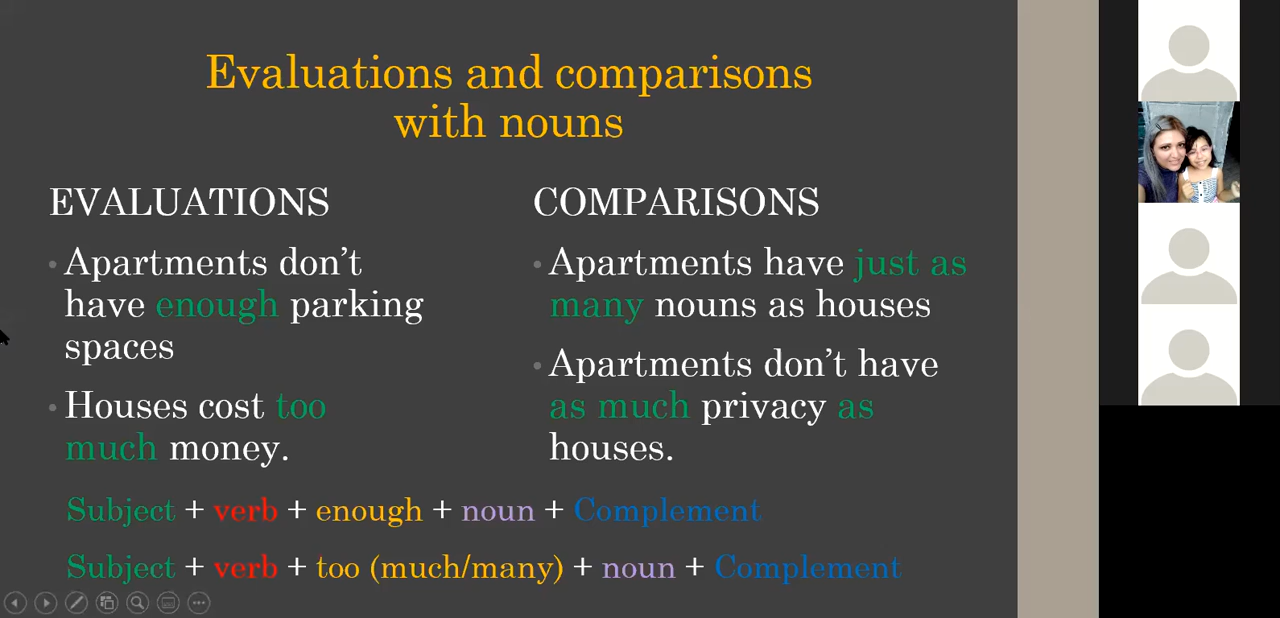 Evaluations and comparisons
with nouns
EVALUATIONS
• Apartments don't
have enough parking
spaces
• Houses cost too
much money.
COMPARISONS
• Apartments have just as
many nouns as houses
• Apartments don't have
as much privacy as
houses.
Subject + verb + enough + noun + Complement
Subject + verb + too (much/many) + noun + Complement